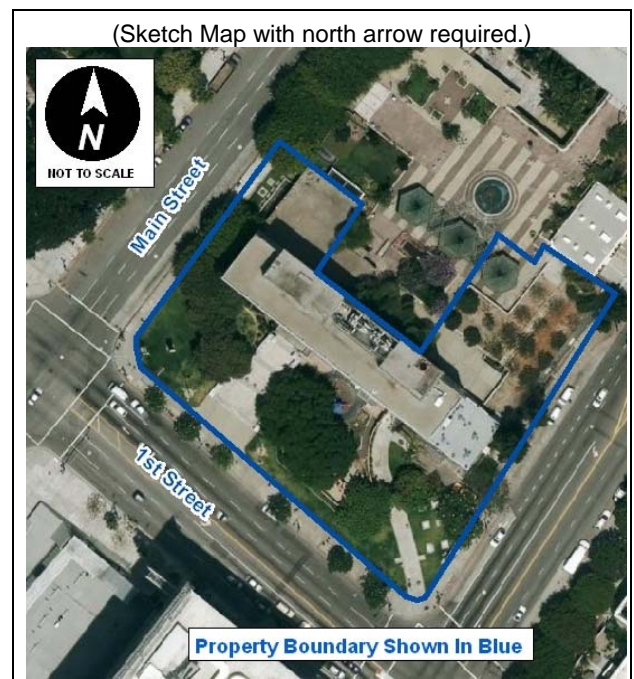 (Sketch Map with north arrow required.)
N
NOT TO SCALE
Main Street
1st Street
Property Boundary Shown In Blue